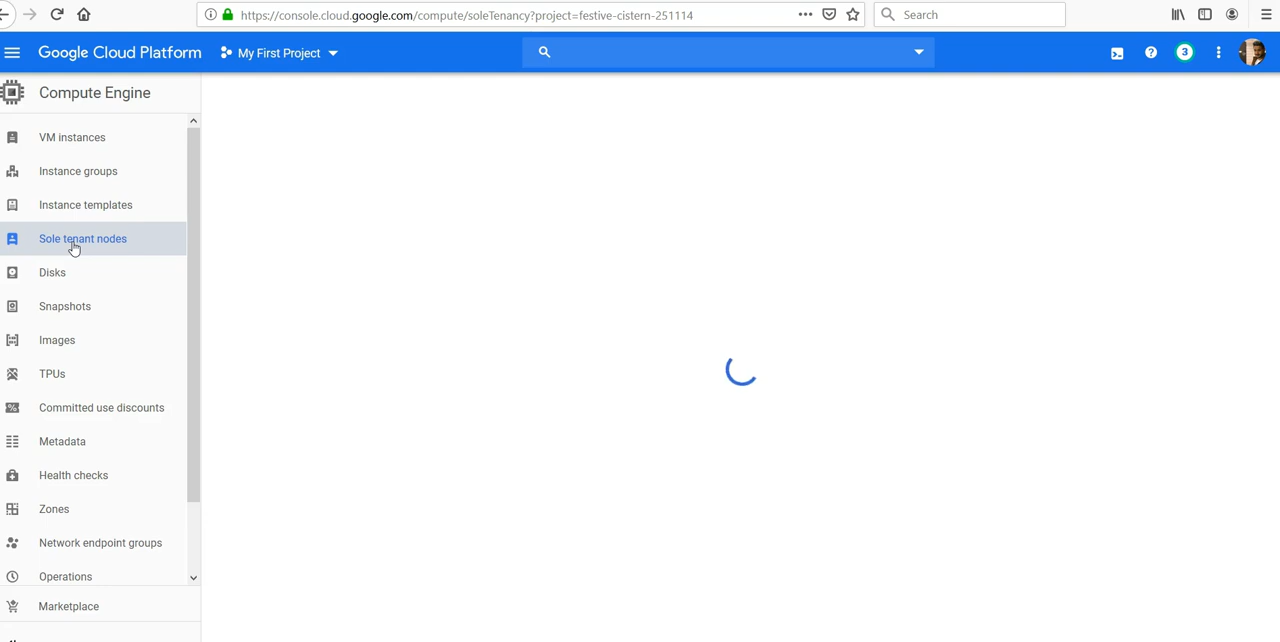 https://console.cloud.google.com/compute/soleTenancy?project=festive-cistern-251114
Search
Google Cloud Platform
My First Project
3
Compute Engine
VM instances
Instance groups
Instance templates
Sole tenant nodes
Disks
Snapshots
Images
TPUs
Committed use discounts
Metadata
Health checks
Zones
Network endpoint groups
Operations
Marketplace